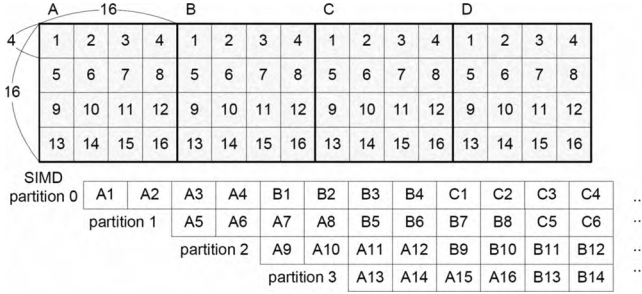 A 16 B C D
4 1 2 3 4 1 2 3 4 1 2 3 4 1 2 3 4
5 6 7 8 5 6 7 8 5 6 7 8 5 6 7 8
16
9 10 11 12 9 10 11 12 9 10 11 12 9 10 11 12
13 14 15 16 13 14 15 16 13 14 15 16 13 14 15 16
SIMD
partition 0 A1 A2 A3 A4 B1 B2 B3 B4 C1 C2 C3 C4 ..
partition 1 A5 A6 A7 A8 B5 B6 B7 B8 C5 C6 ..
partition 2 A9 A10 A11 A12 B9 B10 B11 B12 ..
partition 3 A13 A14 A15 A16 B13 B14 ..